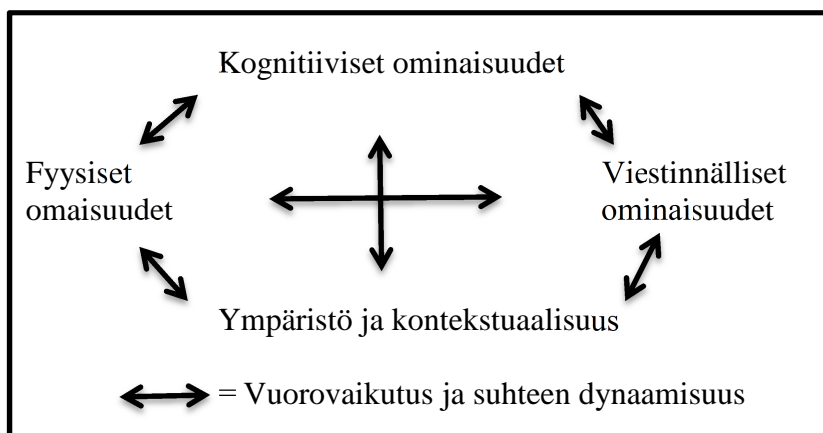 Kognitiiviset ominaisuudet
Fyysiset
omaisuudet
Viestinnälliset
ominaisuudet
Ympäristö ja kontekstuaalisuus
= Vuorovaikutus ja suhteen dynaamisuus